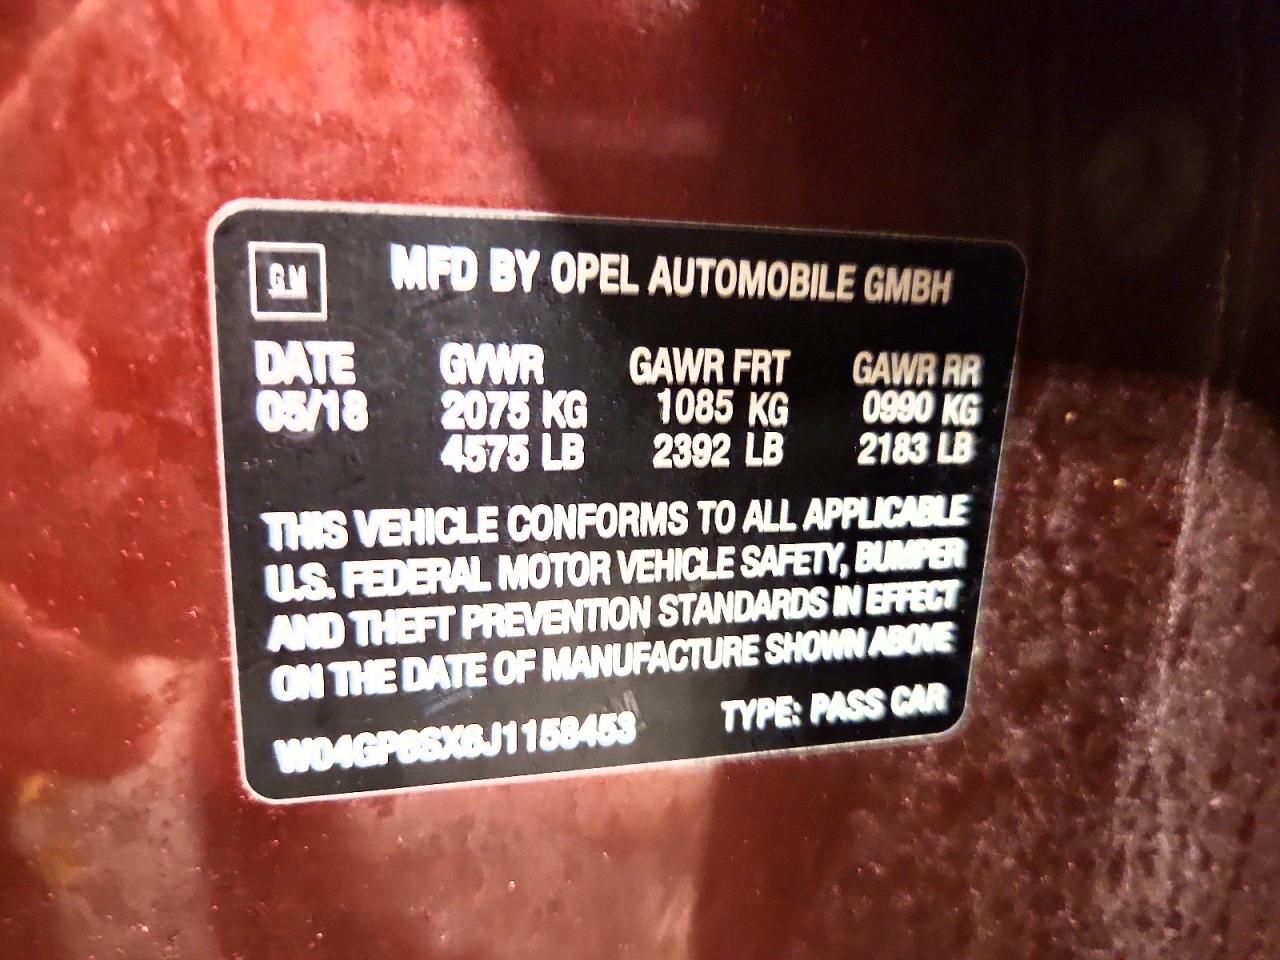 GM
MFD BY OPEL AUTOMOBILE GMBH
DATE GVWR GAWR FRT GAWR RR
05/18 2075 KG 1085 KG 0990 KG
4575 LB 2392 LB 2183 LB
THIS VEHICLE CONFORMS TO ALL APPLICABLE
U.S. FEDERAL MOTOR VEHICLE SAFETY, BUMPER
AND THEFT PREVENTION STANDARDS IN EFFECT
ON THE DATE OF MANUFACTURE SHOWN ABOVE
W04GP6SX6J1158453 TYPE: PASS CAR